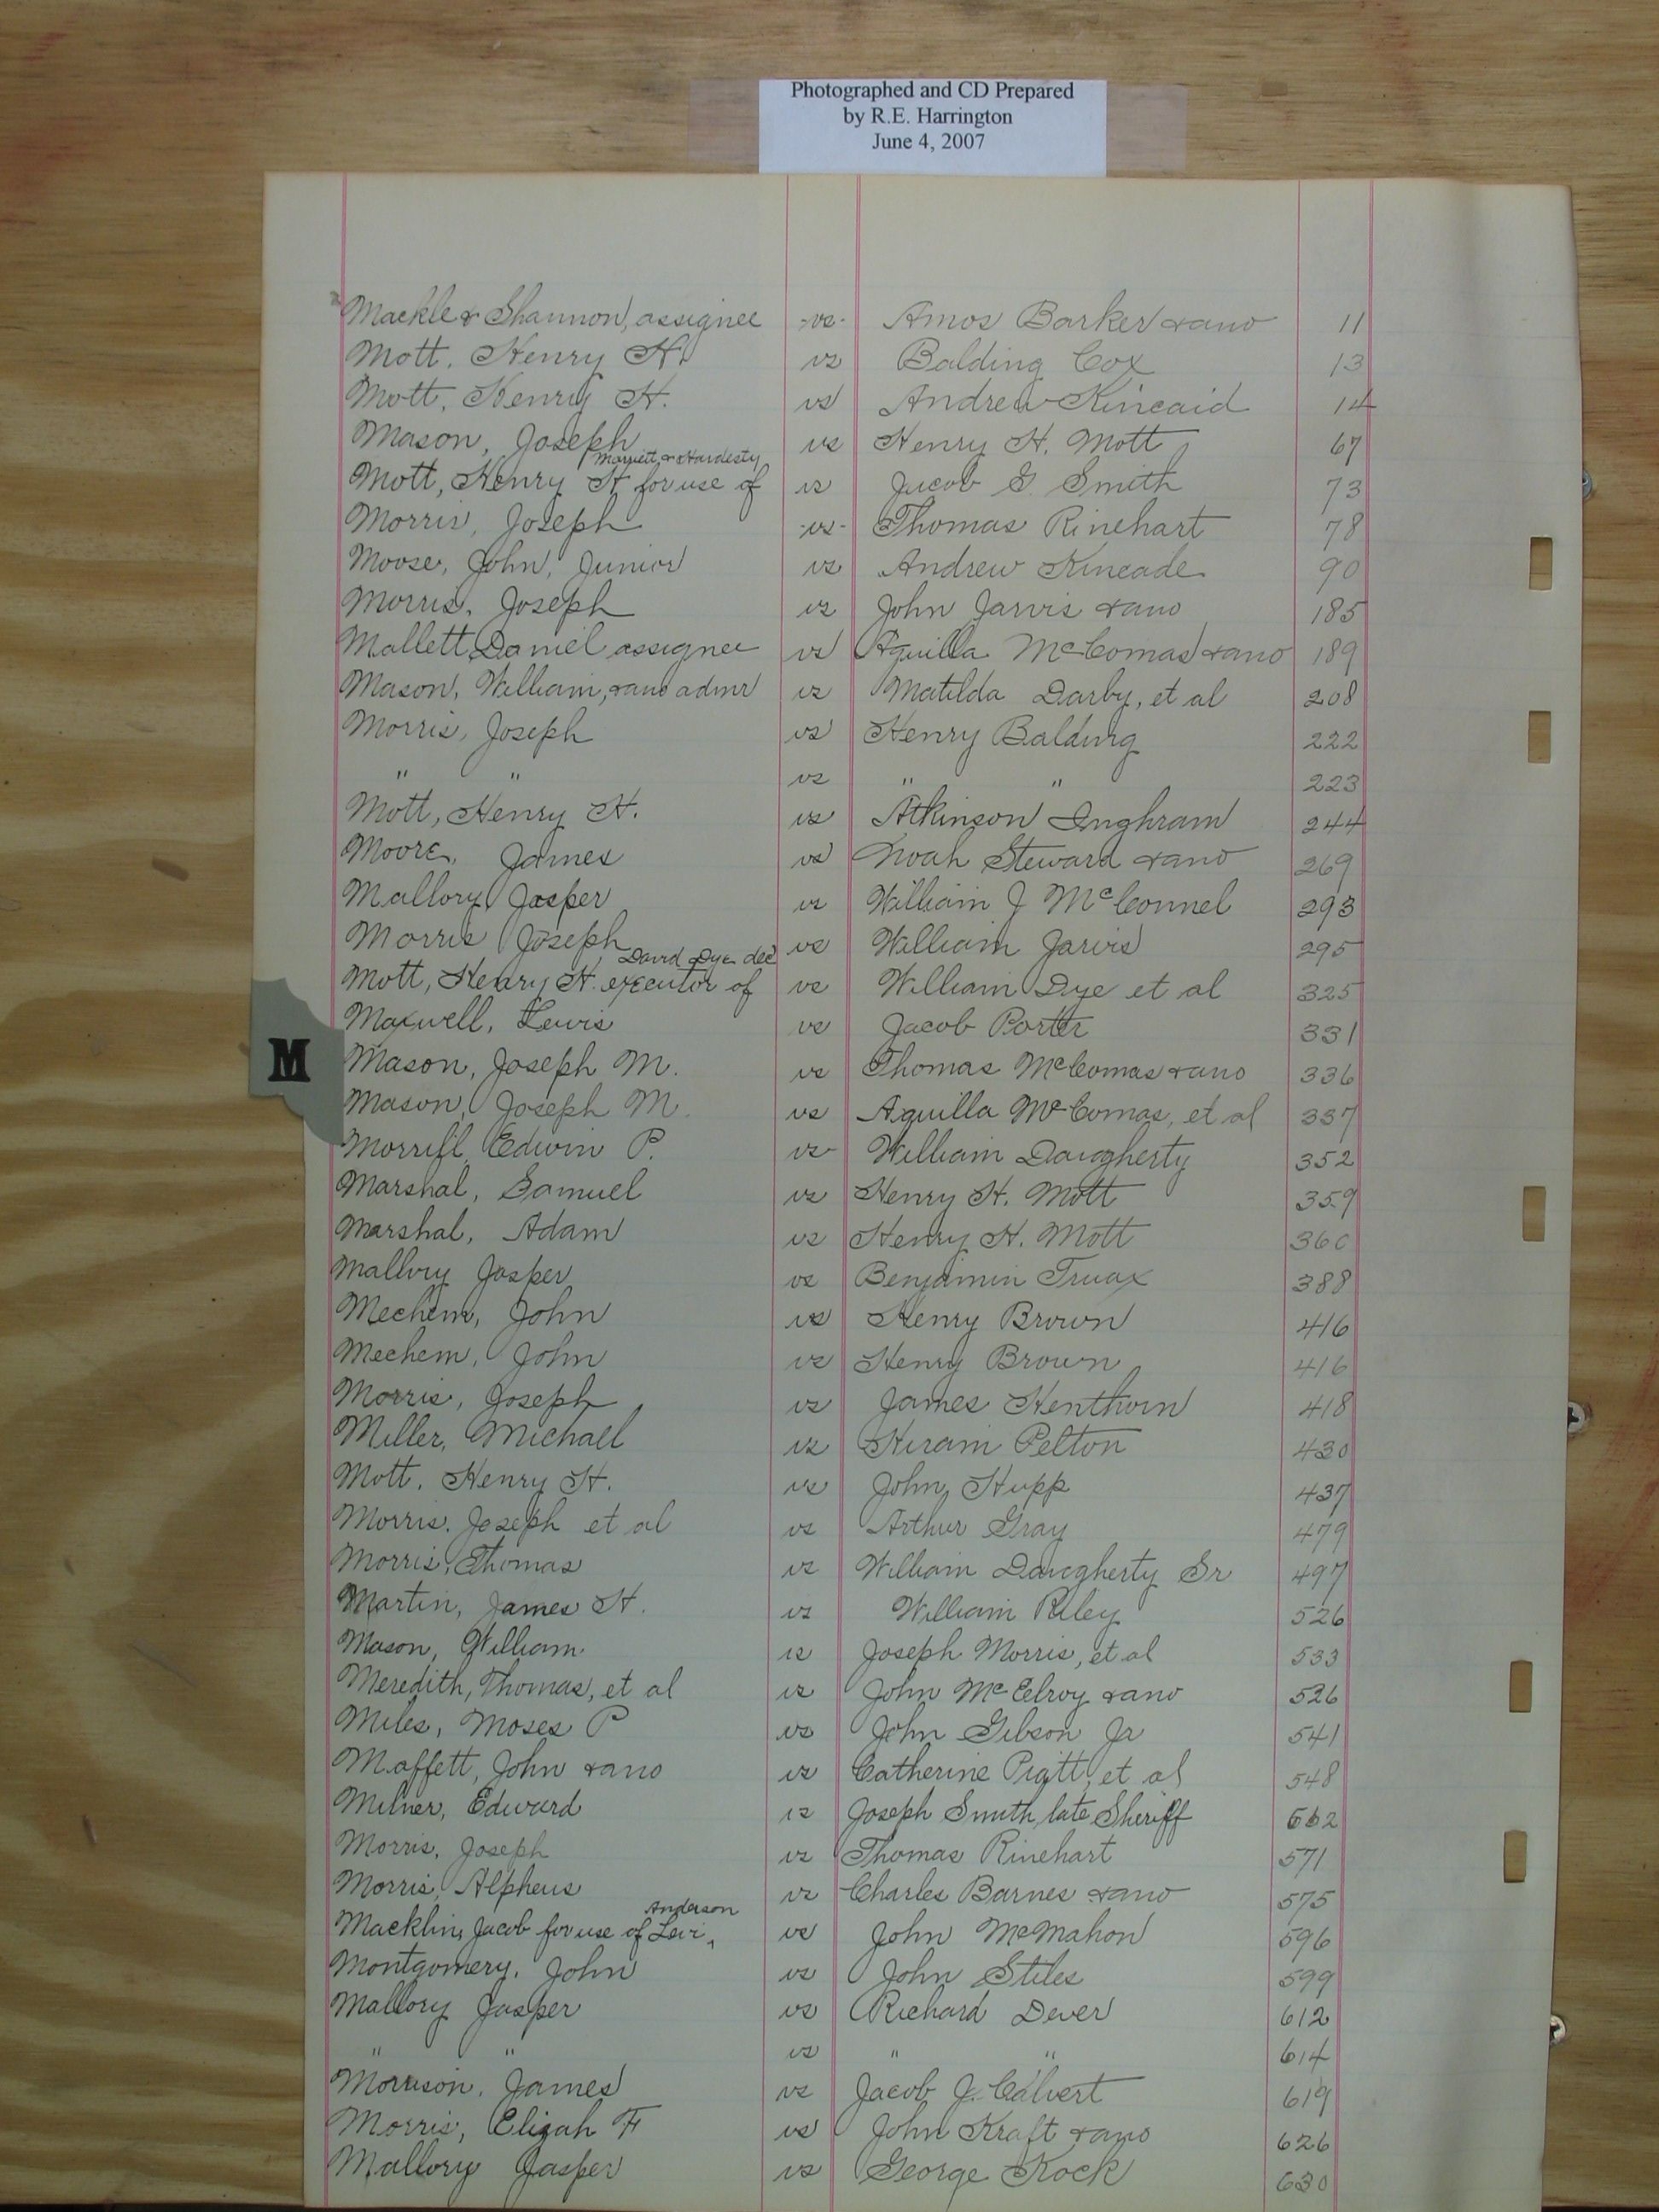 Photographed and CD Prepared
by R.E. Harrington
June 4, 2007
Mackle & Shannon, assignee -vs- Amos Barker & ano 11
Mott, Henry H. vs Balding Cox 13
Mott, Henry H. vs Andrew Kincaid 14
Mason, Joseph vs Henry H. Mott 67
Marriett & Hardesty
Mott, Henry H for use of vs Jacob G. Smith 73
Morris, Joseph -vs- Thomas Rinehart 78
Moose, John, Junior vs Andrew Kincade 90
Morris, Joseph vs John Jarvis & ano 185
Mallett, Daniel assignee vs Aquilla McComas & ano 189
Mason, William, & ano admr vs Matilda Darby, et al 208
Morris, Joseph vs Henry Balding 222
" " vs " " 223
Mott, Henry H. vs Atkinson Inghram 244
Moore, James vs Noah Steward & ano 269
Mallory, Jasper vs William J McConnel 293
Morris Joseph vs William Jarvis 295
David Dye dec
Mott, Henry H. executor of vs William Dye et al 325
Maxwell, Lewis vs Jacob Porter 331
M
Mason, Joseph M. vs Thomas McComas & ano 336
Mason, Joseph M. vs Aquilla McComas, et al 337
Morrill, Edwin P. vs William Daugherty 352
Marshal, Samuel vs Henry H. Mott 359
Marshal, Adam vs Henry H. Mott 360
Mallory Jasper vs Benjamin Truax 388
Mechem, John vs Henry Brown 416
Mechem, John vs Henry Brown 416
Morris, Joseph vs James Henthorn 418
Miller, Michael vs Hiram Pelton 430
Mott, Henry H. vs John Hupp 437
Morris, Joseph et al vs Arthur Gray 479
Morris, Thomas vs William Daugherty Sr 497
Martin, James H. vs William Riley 526
Mason, William vs Joseph Morris, et al 533
Meredith, Thomas, et al vs John McElroy & ano 536
Miles, Moses P vs John Gibson Jr 541
Maffett, John & ano vs Catherine Piatt, et al 548
Milner, Edward vs Joseph Smith late Sheriff 562
Morris, Joseph vs Thomas Rinehart 571
Morris, Alpheus vs Charles Barnes & ano 575
Anderson
Macklin, Jacob for use of Levi vs John McMahon 596
Montgomery, John vs John Stiles 599
Mallory Jasper vs Richard Dever 612
" " vs " " 614
Morrison, James vs Jacob J. Calvert 619
Morris, Elijah F vs John Kraft & ano 626
Mallory Jasper vs George Kock 630